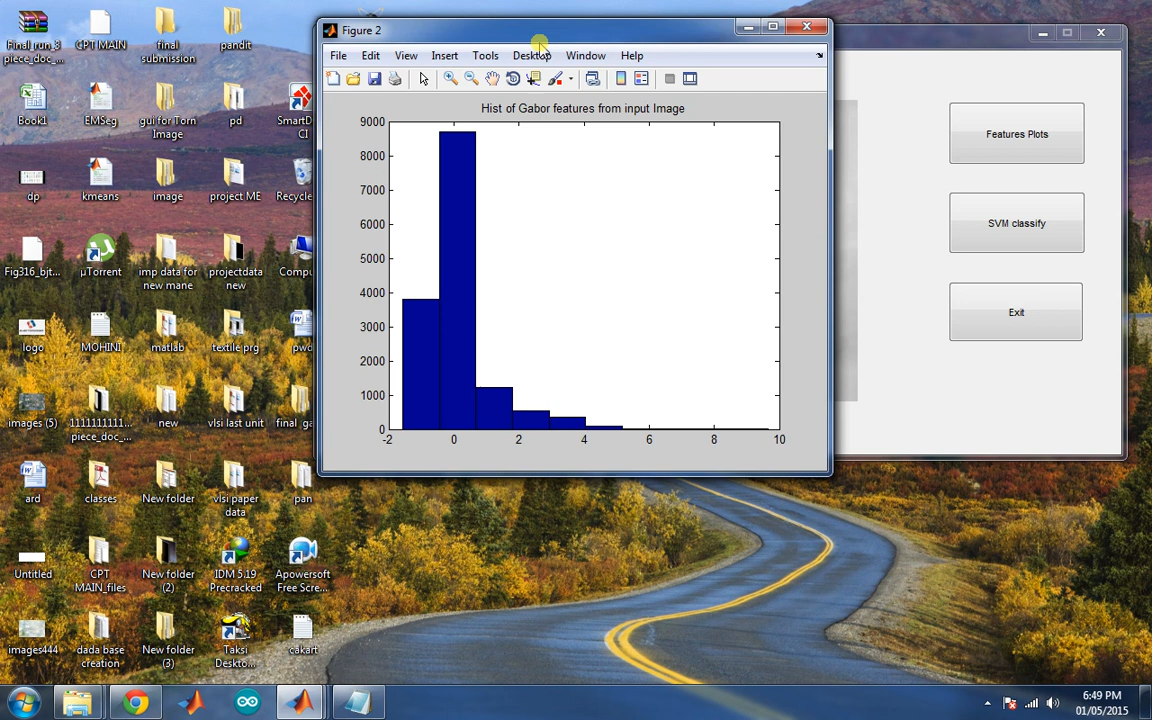 Final_run_3
piece_doc_...
CPT MAIN
final
submission
pandit
Book1
EMSeg
gui for Torn
Image
pd
SmartD
CI
dp
kmeans
image
project ME
Recycle
Fig316_bjt...
µTorrent
imp data for
new mane
projectdata
new
Compu
logo
MOHINI
matlab
textile prg
pwd
images (5)
1111111111...
piece_doc_...
new
vlsi last unit
final_ga
ard
classes
New folder
vlsi paper
data
pan
Untitled
CPT
MAIN_files
New folder
(2)
IDM 5.19
Precracked
Apowersoft
Free Scre...
images444
dada base
creation
New folder
(3)
Taksi
Deskto...
cakart
Figure 2
File Edit View Insert Tools Desktop Window Help
Hist of Gabor features from input Image
9000
8000
7000
6000
5000
4000
3000
2000
1000
0
-2 0 2 4 6 8 10
Features Plots
SVM classify
Exit
6:49 PM
01/05/2015